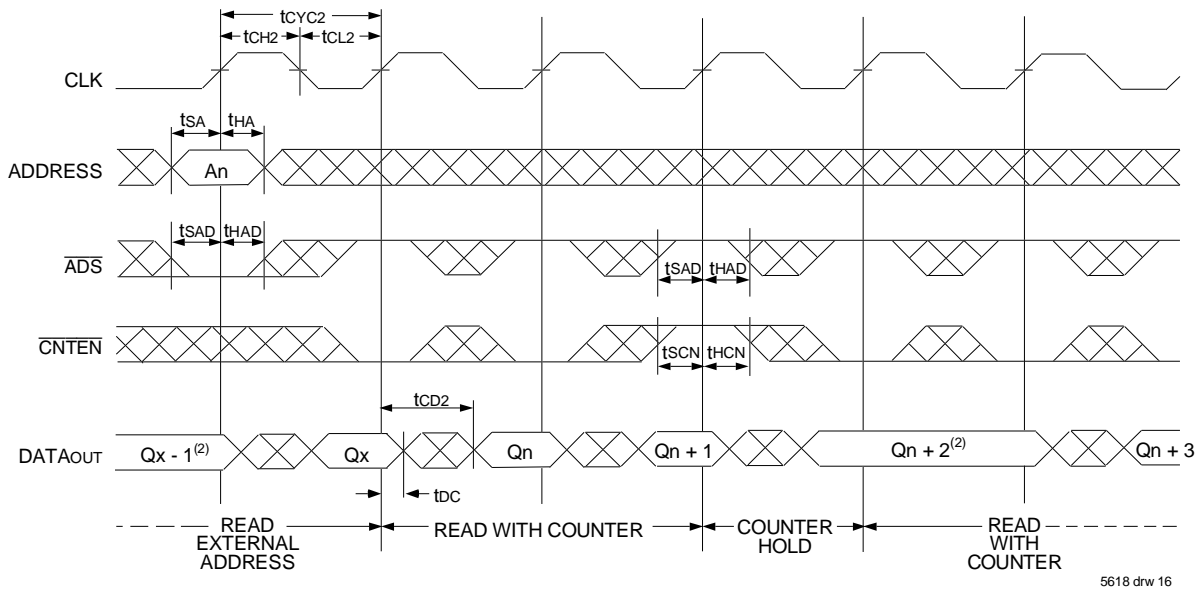 tCYC2
tCH2 tCL2
CLK
tSA tHA
ADDRESS An
tSAD tHAD
ADS
tSAD tHAD
CNTEN
tSCN tHCN
tCD2
DATAOUT Qx - 1(2) Qx Qn Qn + 1 Qn + 2(2) Qn + 3
tDC
READ EXTERNAL ADDRESS
READ WITH COUNTER
COUNTER HOLD
READ WITH COUNTER
5618 drw 16